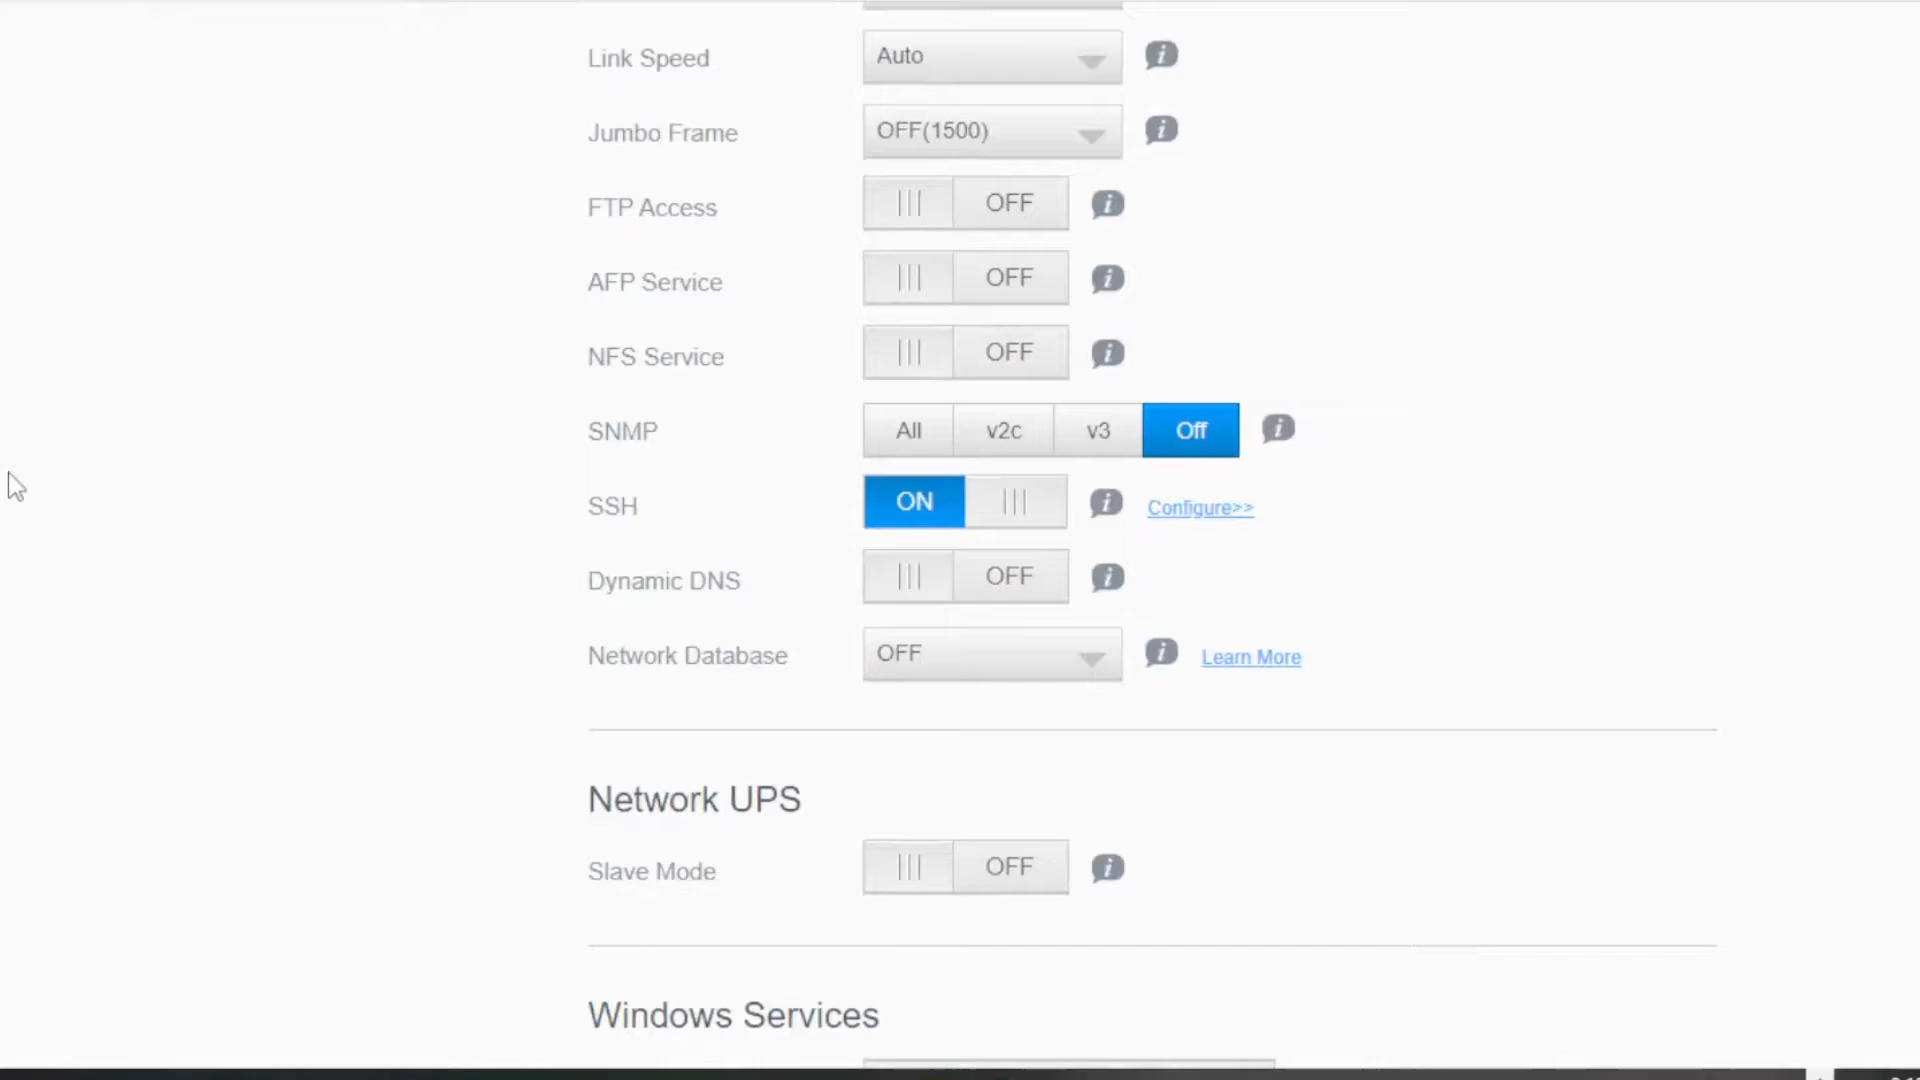 Link Speed Auto i
Jumbo Frame OFF(1500) i
FTP Access OFF i
AFP Service OFF i
NFS Service OFF i
SNMP All v2c v3 Off i
SSH ON i Configure>>
Dynamic DNS OFF i
Network Database OFF i Learn More
Network UPS
Slave Mode OFF i
Windows Services